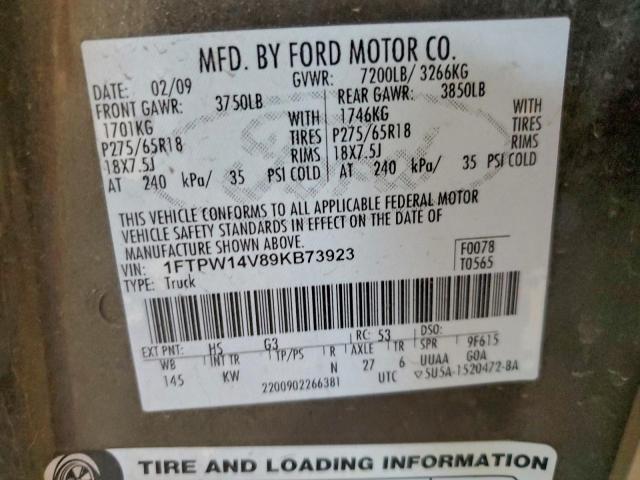 MFD. BY FORD MOTOR CO.
DATE: 02/09 GVWR: 7200LB/ 3266KG
FRONT GAWR: 3750LB REAR GAWR: 3850LB
1701KG WITH 1746KG WITH
P275/65R18 TIRES P275/65R18 TIRES
18X7.5J RIMS 18X7.5J RIMS
AT 240 kPa/ 35 PSI COLD AT 240 kPa/ 35 PSI COLD
THIS VEHICLE CONFORMS TO ALL APPLICABLE FEDERAL MOTOR
VEHICLE SAFETY STANDARDS IN EFFECT ON THE DATE OF
MANUFACTURE SHOWN ABOVE.
VIN: 1FTPW14V89KB73923 F0078
TYPE: Truck T0565
EXT PNT: HS G3 RC: 53 DSO:
WB INT TR TP/PS R AXLE TR SPR 9F615
145 KW N 27 6 UUAA GOA
2200902266381 UTC ▽5U5A-1520472-BA
TIRE AND LOADING INFORMATION